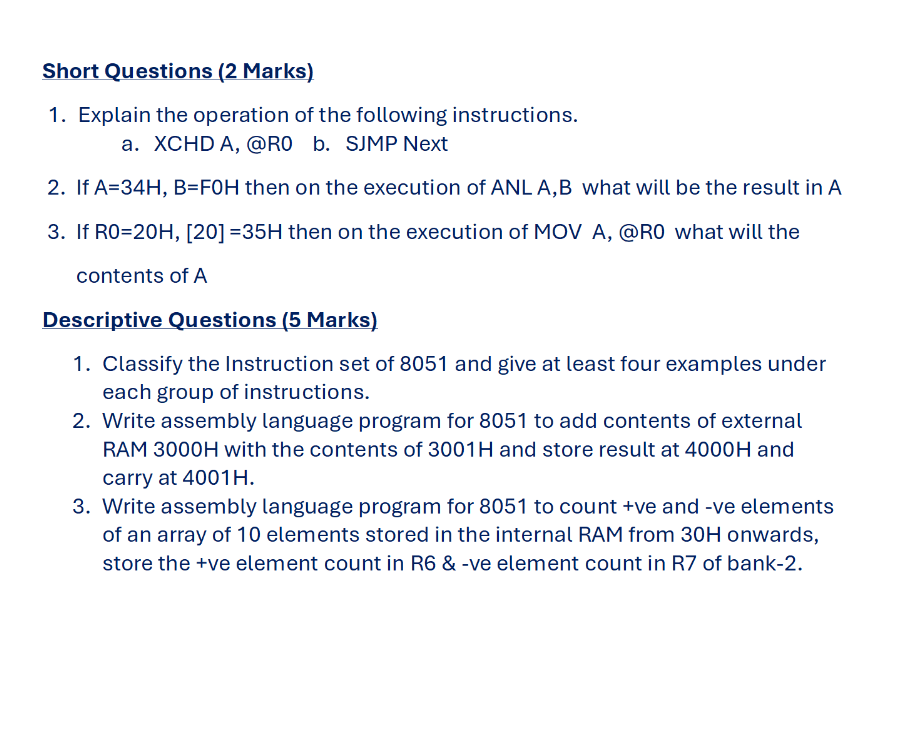 Short Questions (2 Marks)
1. Explain the operation of the following instructions.
a. XCHD A, @R0 b. SJMP Next
2. If A=34H, B=F0H then on the execution of ANL A,B what will be the result in A
3. If R0=20H, [20] =35H then on the execution of MOV A, @R0 what will the
contents of A
Descriptive Questions (5 Marks)
1. Classify the Instruction set of 8051 and give at least four examples under
each group of instructions.
2. Write assembly language program for 8051 to add contents of external
RAM 3000H with the contents of 3001H and store result at 4000H and
carry at 4001H.
3. Write assembly language program for 8051 to count +ve and -ve elements
of an array of 10 elements stored in the internal RAM from 30H onwards,
store the +ve element count in R6 & -ve element count in R7 of bank-2.